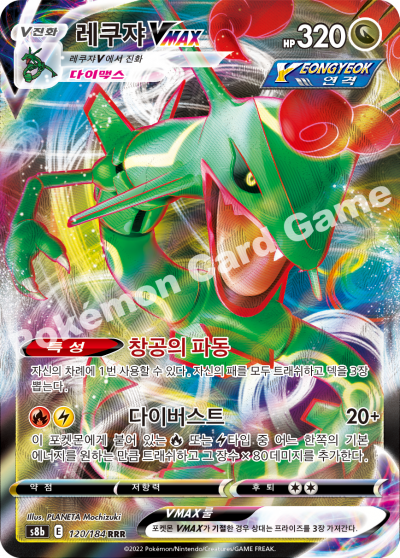 V진화
레쿠쟈VMAX
HP 320
레쿠쟈V에서 진화
다이맥스
YEONGYEOK
연격
Pokémon Card Game
특성 창공의 파동
자신의 차례에 1번 사용할 수 있다. 자신의 패를 모두 트래쉬하고 덱을 3장
뽑는다.
다이버스트 20+
이 포켓몬에게 붙어 있는 또는 타입 중 어느 한쪽의 기본
에너지를 원하는 만큼 트래쉬하고 그 장수×80데미지를 추가한다.
약점 저항력 후퇴
Illus. PLANETA Mochizuki
VMAX룰
s8b E 120/184 RRR
포켓몬VMAX가 기절한 경우 상대는 프라이즈를 3장 가져간다.
©2022 Pokémon/Nintendo/Creatures/GAME FREAK.